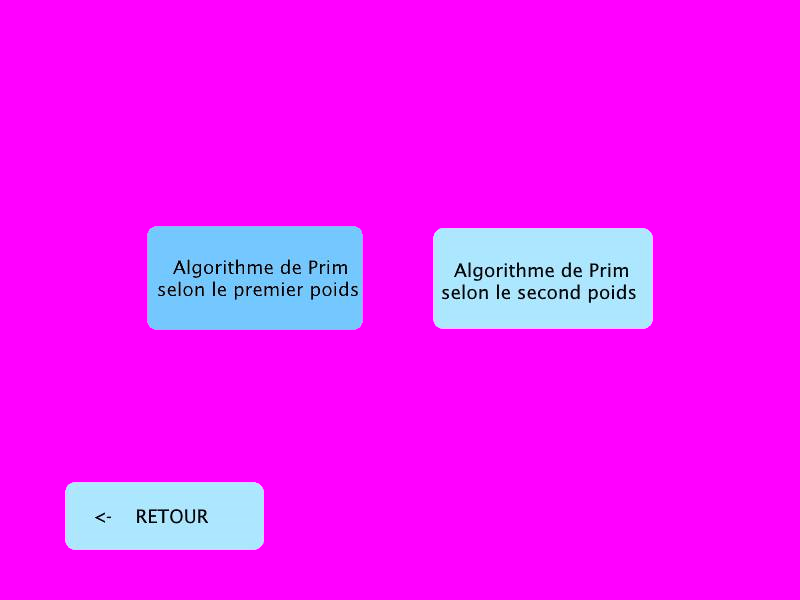 Algorithme de Prim
selon le premier poids
Algorithme de Prim
selon le second poids
<- RETOUR